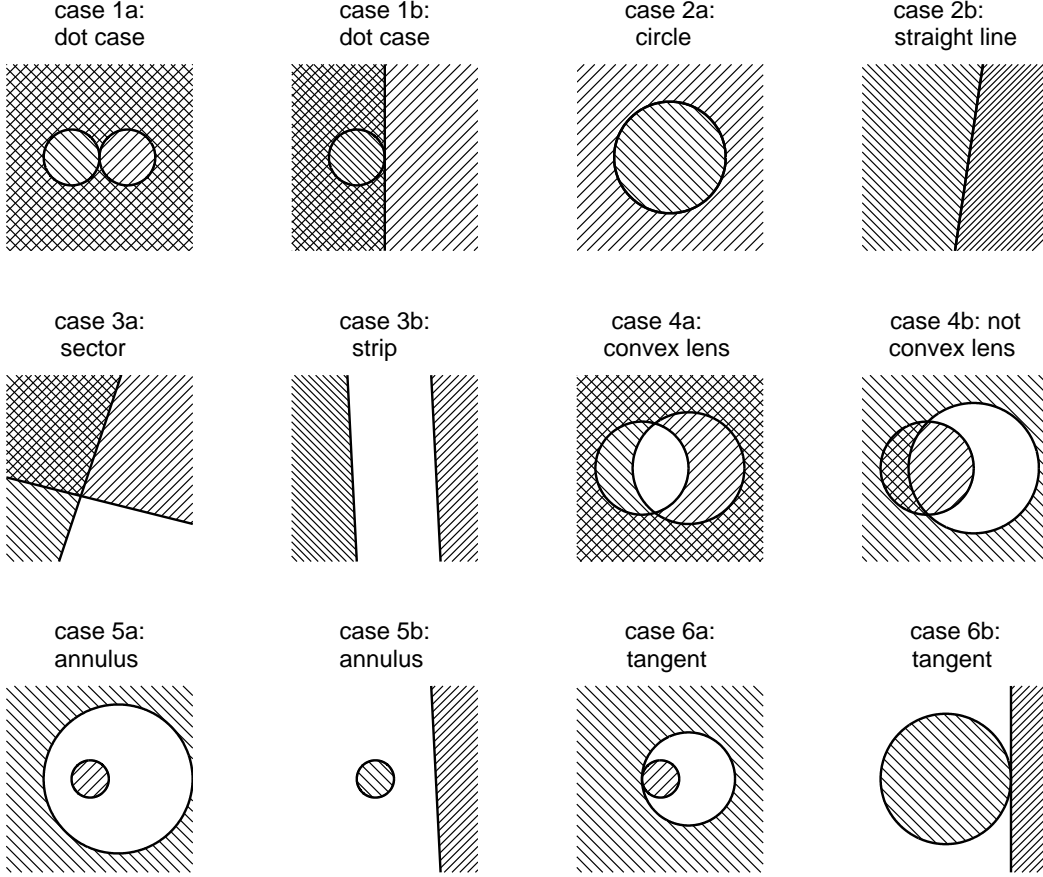 case 1a:
dot case
case 1b:
dot case
case 2a:
circle
case 2b:
straight line
case 3a:
sector
case 3b:
strip
case 4a:
convex lens
case 4b: not
convex lens
case 5a:
annulus
case 5b:
annulus
case 6a:
tangent
case 6b:
tangent